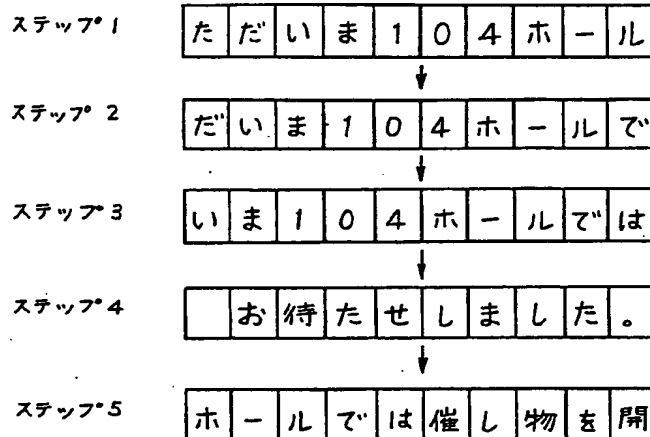 ステップ1 ただいま104ホール
ステップ2 だいま104ホールで
ステップ3 いま104ホールでは
ステップ4 お待たせしました。
ステップ5 ホールでは催し物を開